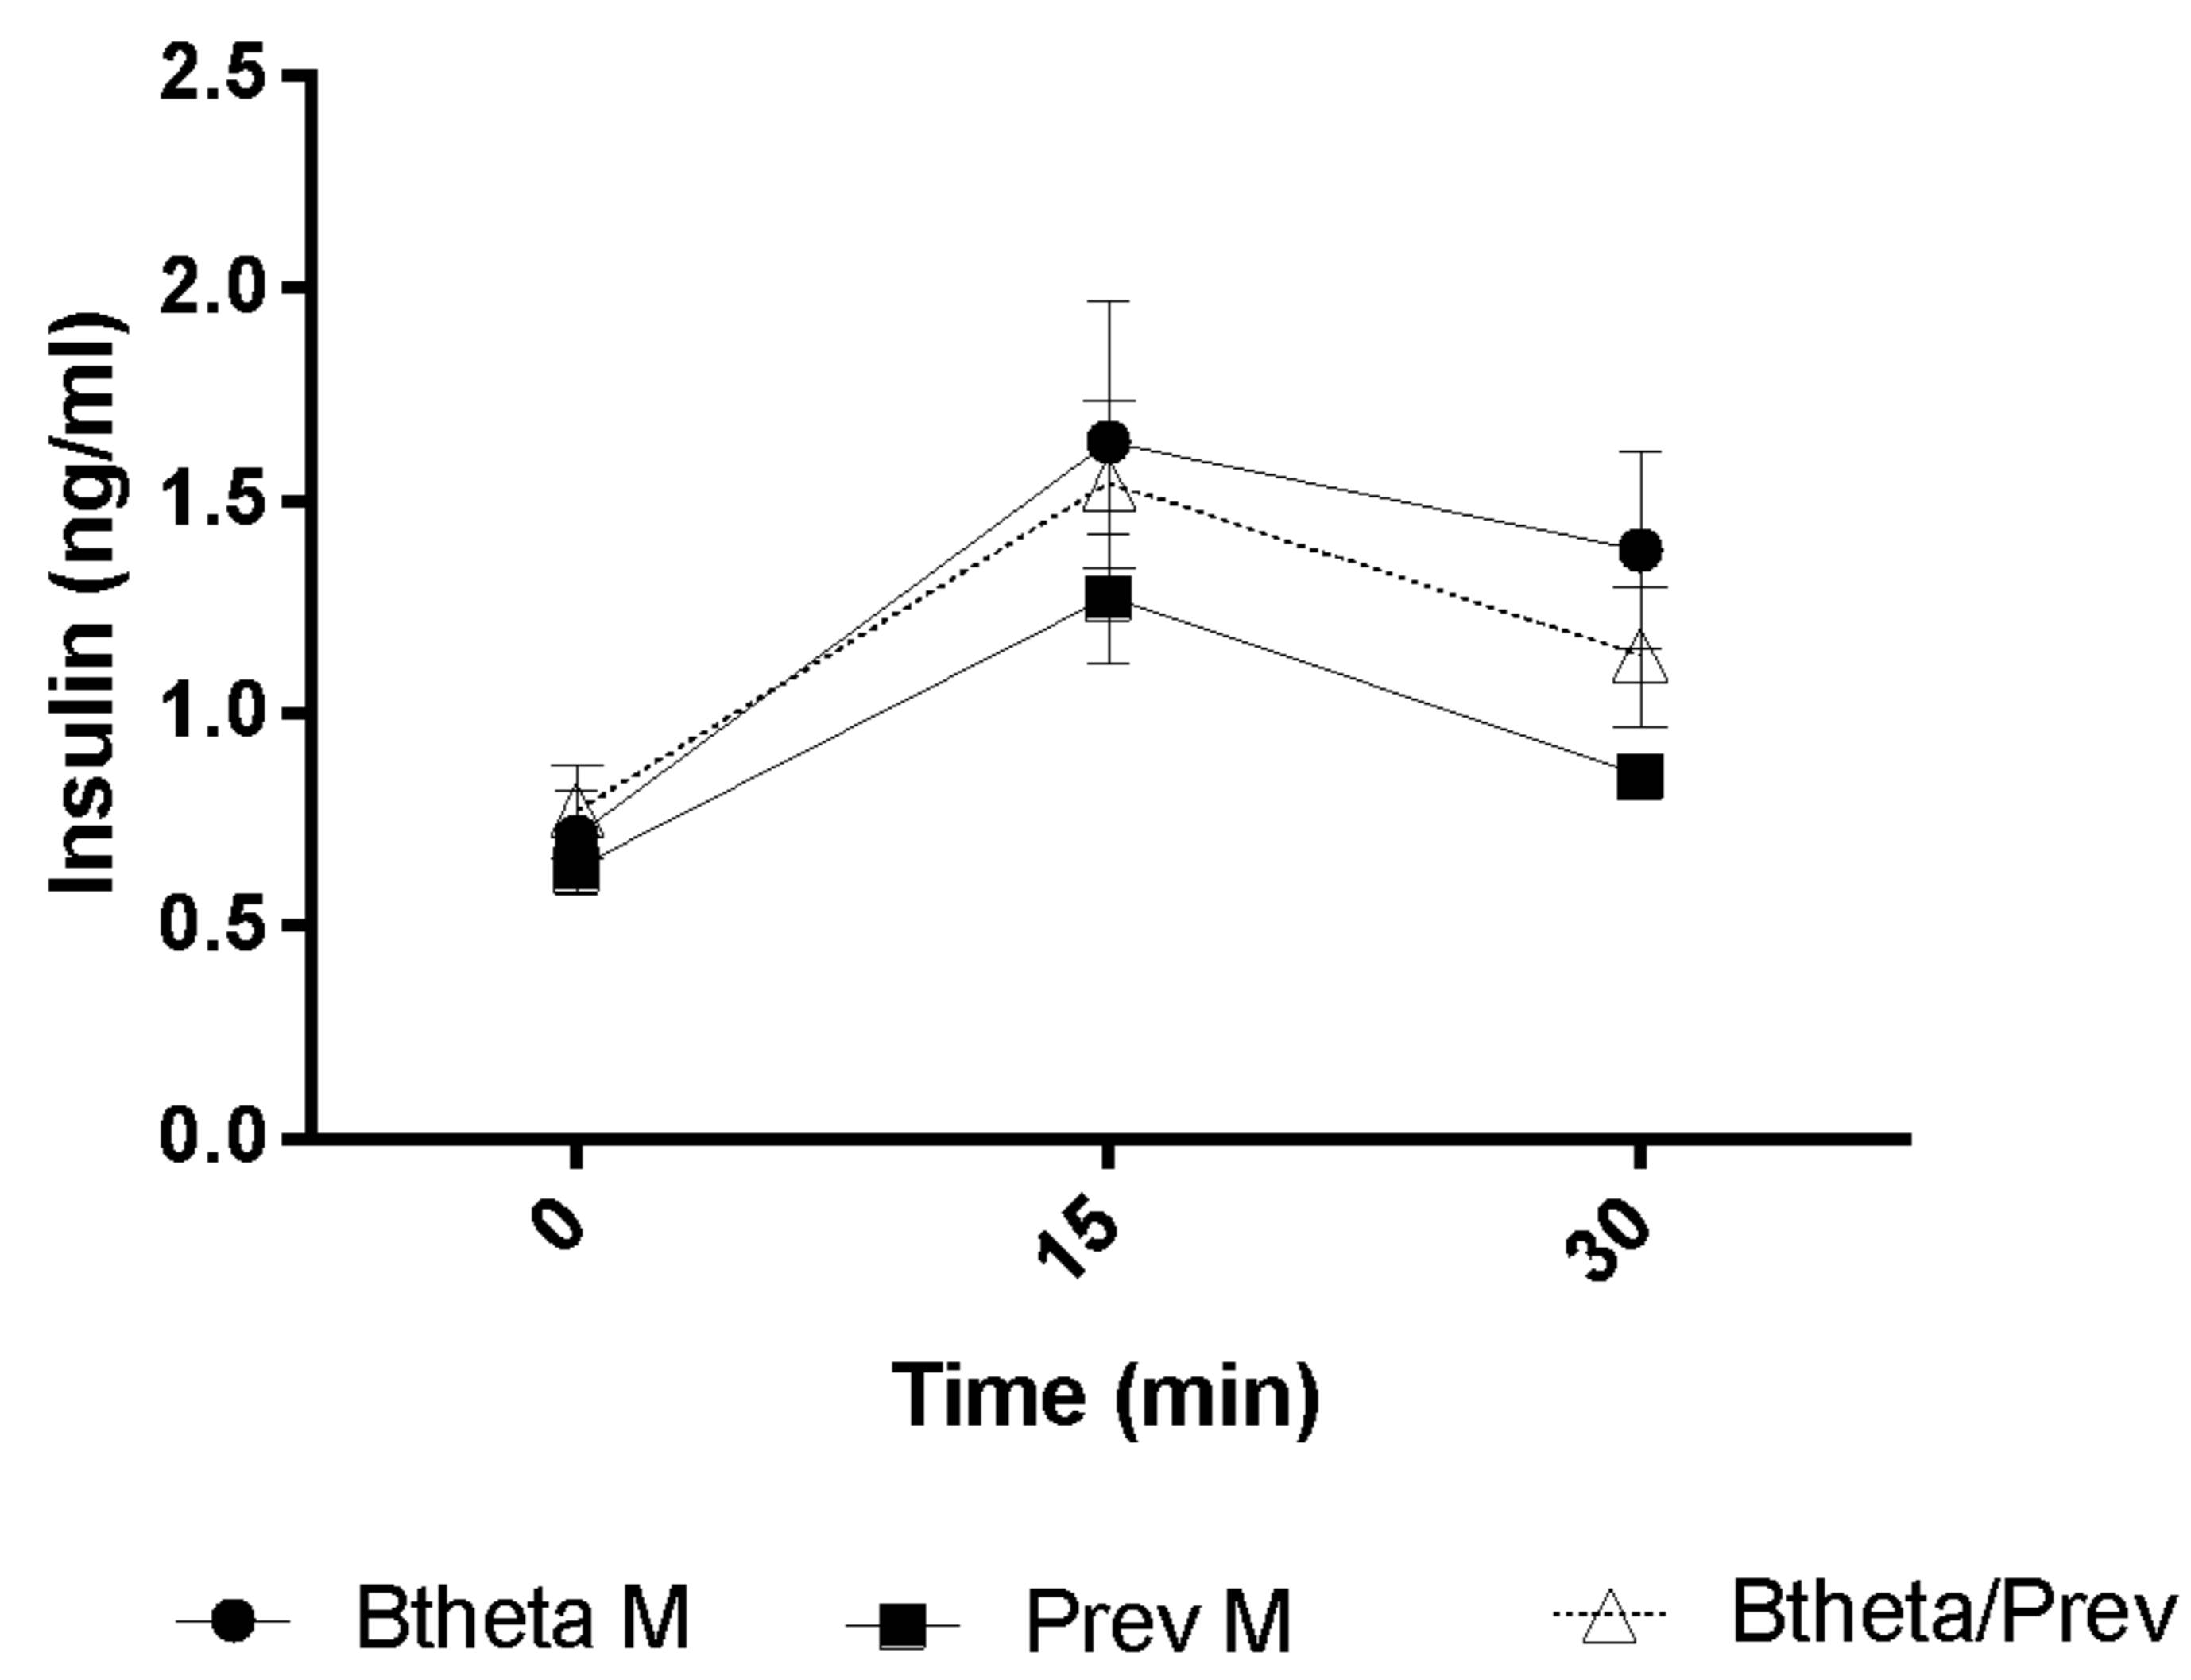 2.5
2.0
1.5
1.0
0.5
0.0
Insulin (ng/ml)
0
15
30
Time (min)
Btheta M
Prev M
Btheta/Prev